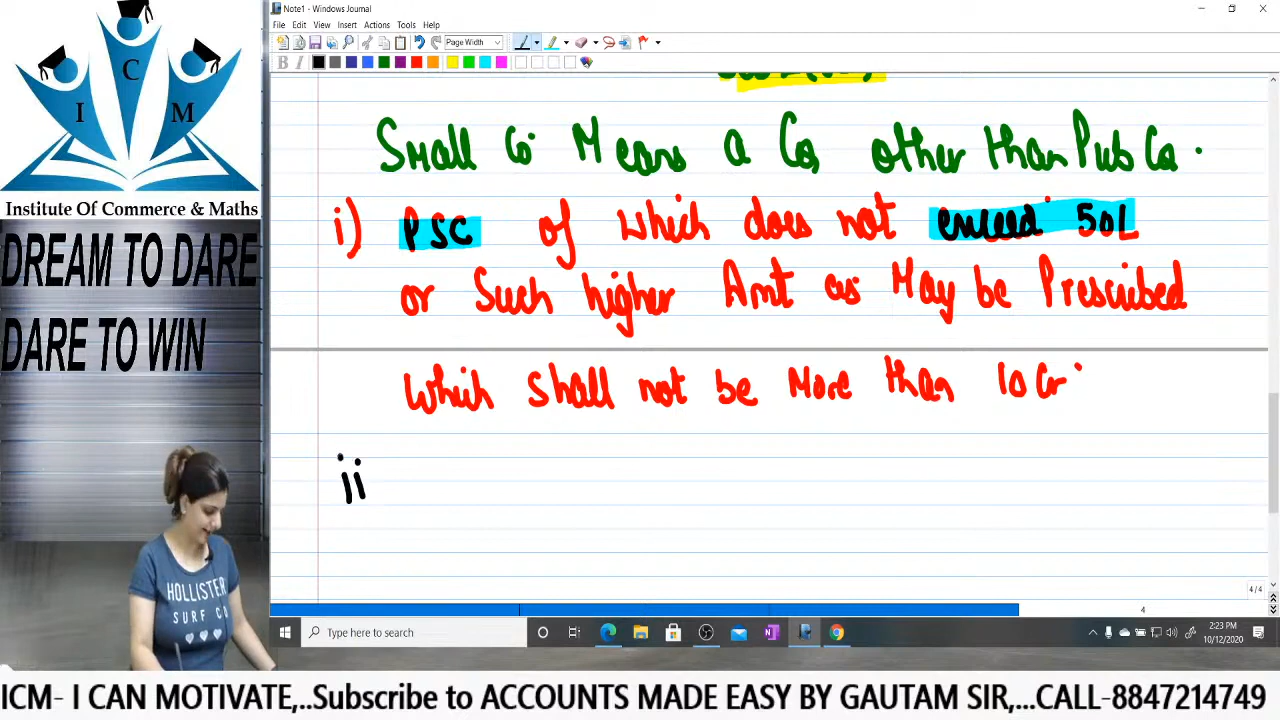 Note1 - Windows Journal
File Edit View Insert Actions Tools Help
Page Width
B I
I C M
Institute Of Commerce & Maths
DREAM TO DARE
DARE TO WIN
Small Co Means a Co, other than Pub Co.
i) PSC of which does not exceed 50L
or Such higher Amt as May be Prescribed
Which shall not be More than 10 Cr.
ii
HOLLISTER
SURF CO
4/4
4
Type here to search
2:23 PM
10/12/2020
ICM- I CAN MOTIVATE,..Subscribe to ACCOUNTS MADE EASY BY GAUTAM SIR,...CALL-8847214749